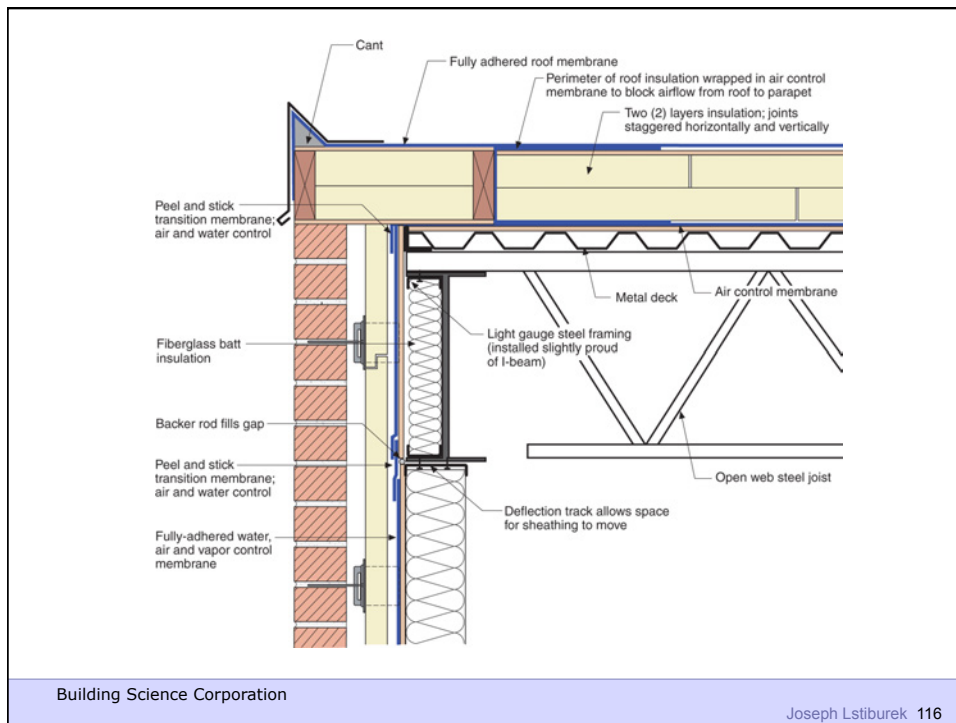 Cant
Fully adhered roof membrane
Perimeter of roof insulation wrapped in air control
membrane to block airflow from roof to parapet
Two (2) layers insulation; joints
staggered horizontally and vertically
Peel and stick
transition membrane;
air and water control
Metal deck
Air control membrane
Light gauge steel framing
(installed slightly proud
of I-beam)
Fiberglass batt
insulation
Backer rod fills gap
Peel and stick
transition membrane;
air and water control
Open web steel joist
Deflection track allows space
for sheathing to move
Fully-adhered water,
air and vapor control
membrane
Building Science Corporation
Joseph Lstiburek 116